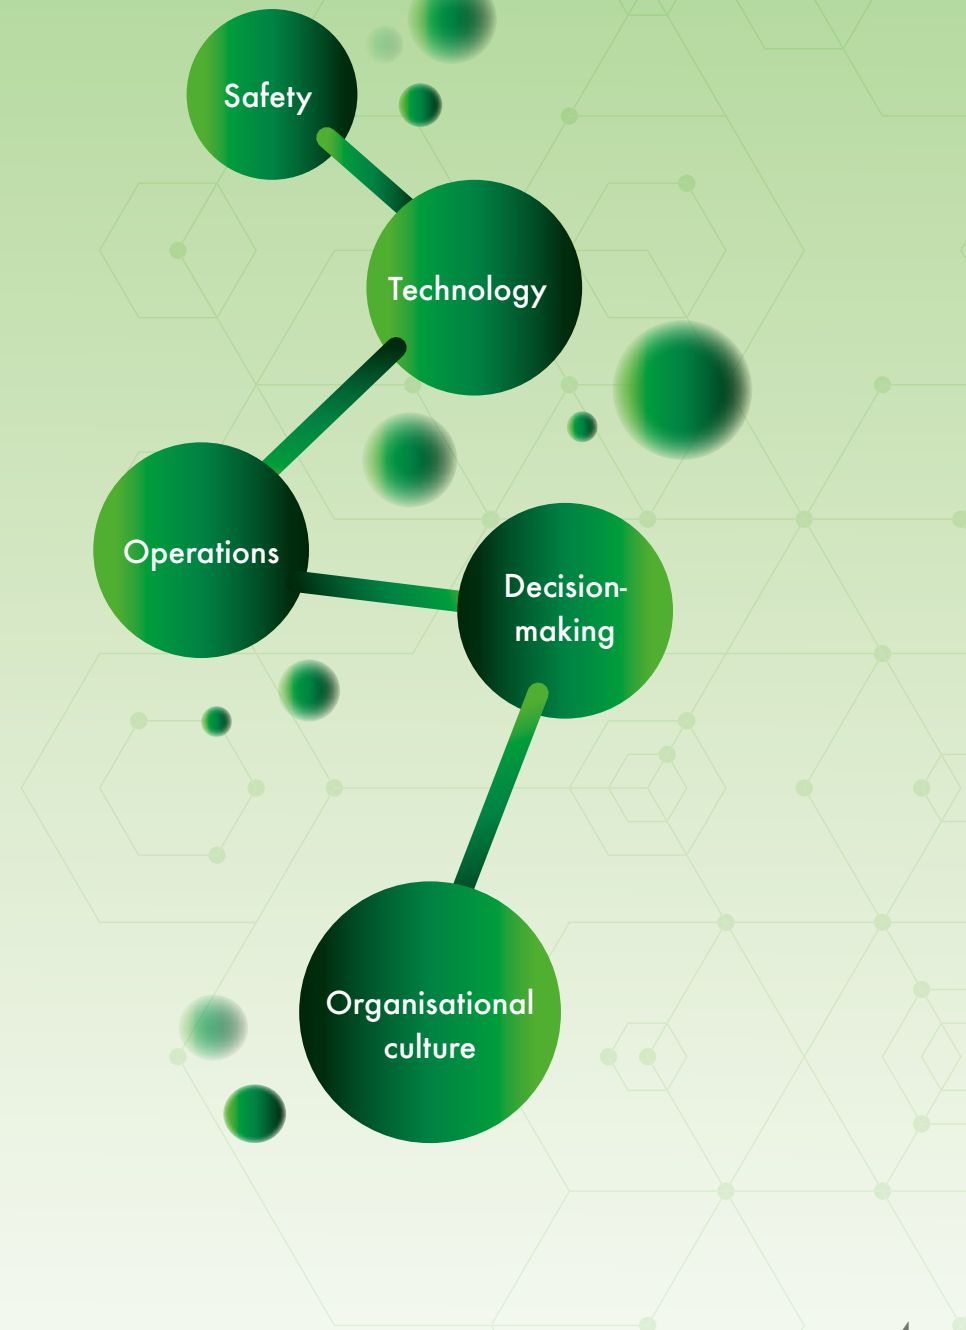 Safety
Technology
Operations
Decision-
making
Organisational
culture